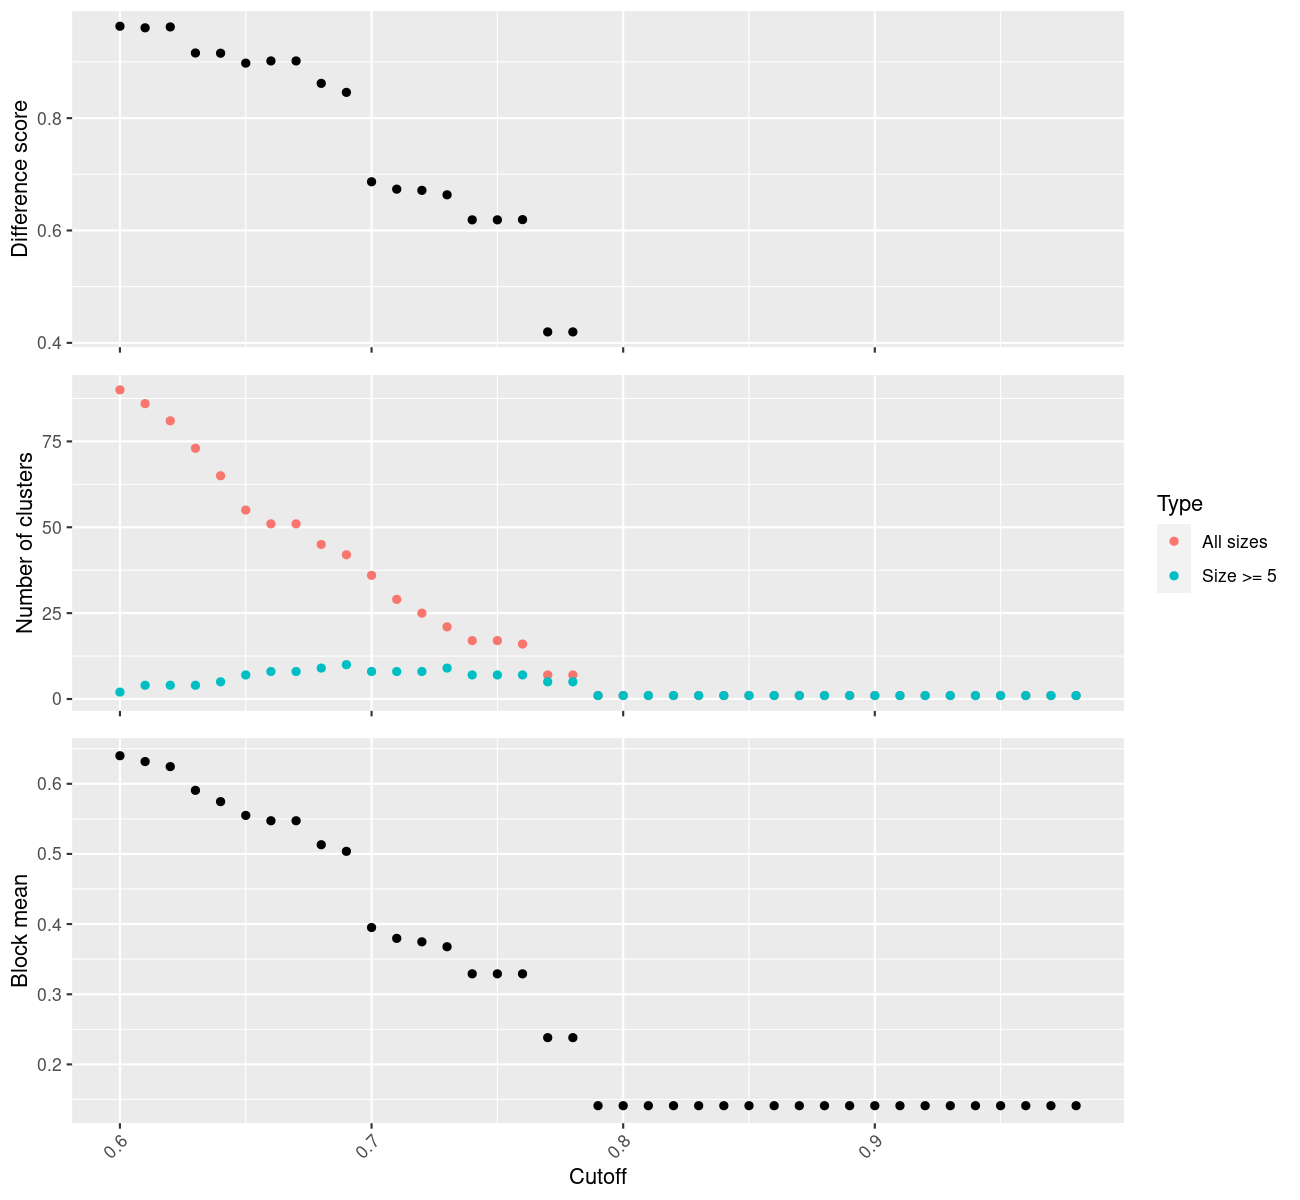 Difference score
0.8
0.6
0.4
Number of clusters
75
50
25
0
Type
All sizes
Size >= 5
Block mean
0.6
0.5
0.4
0.3
0.2
0.6
0.7
0.8
0.9
Cutoff